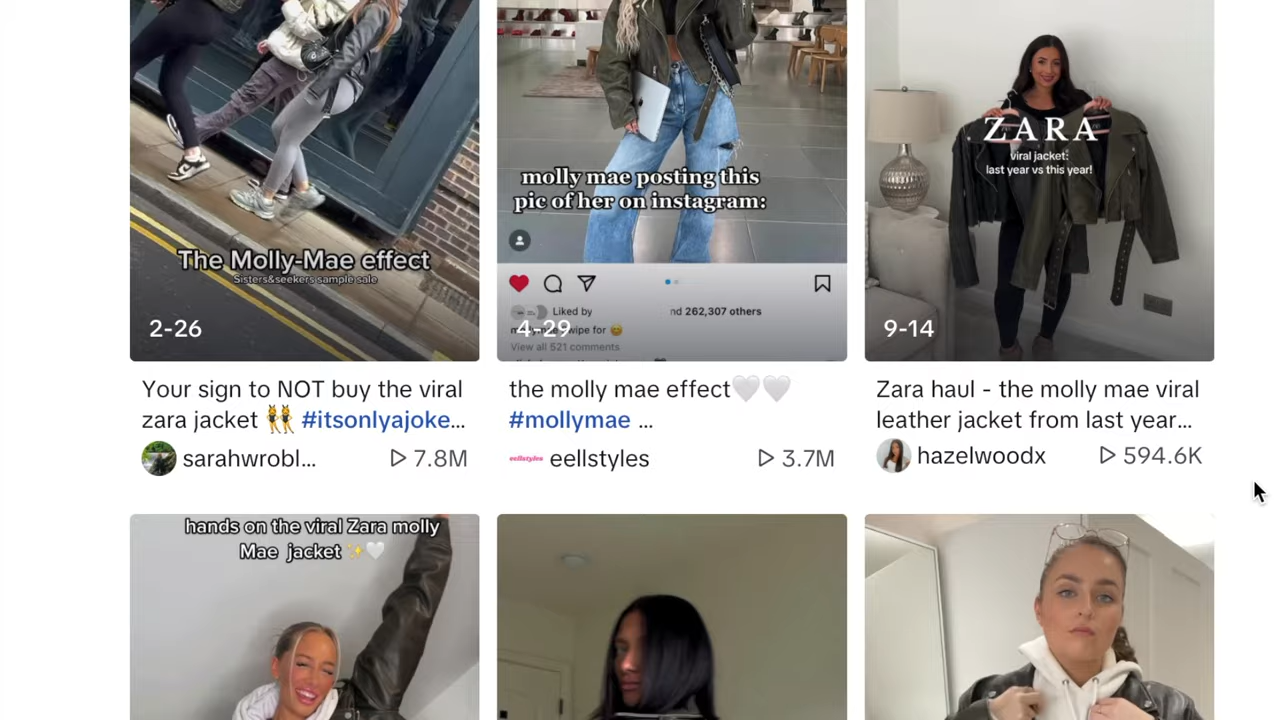 The Molly-Mae effect
Sisters&seekers sample sale
2-26
Your sign to NOT buy the viral
zara jacket 👯 #itsonlyajoke...
sarahwrobl...
7.8M
molly mae posting this
pic of her on instagram:
Liked by nd 262,307 others
wipe for 😄
View all 521 comments
4-29
the molly mae effect🤍🤍
#mollymae ...
eellstyles
eellstyles
3.7M
ZARA
viral jacket:
last year vs this year!
9-14
Zara haul - the molly mae viral
leather jacket from last year...
hazelwoodx
594.6K
hands on the viral Zara molly
Mae jacket ✨🤍